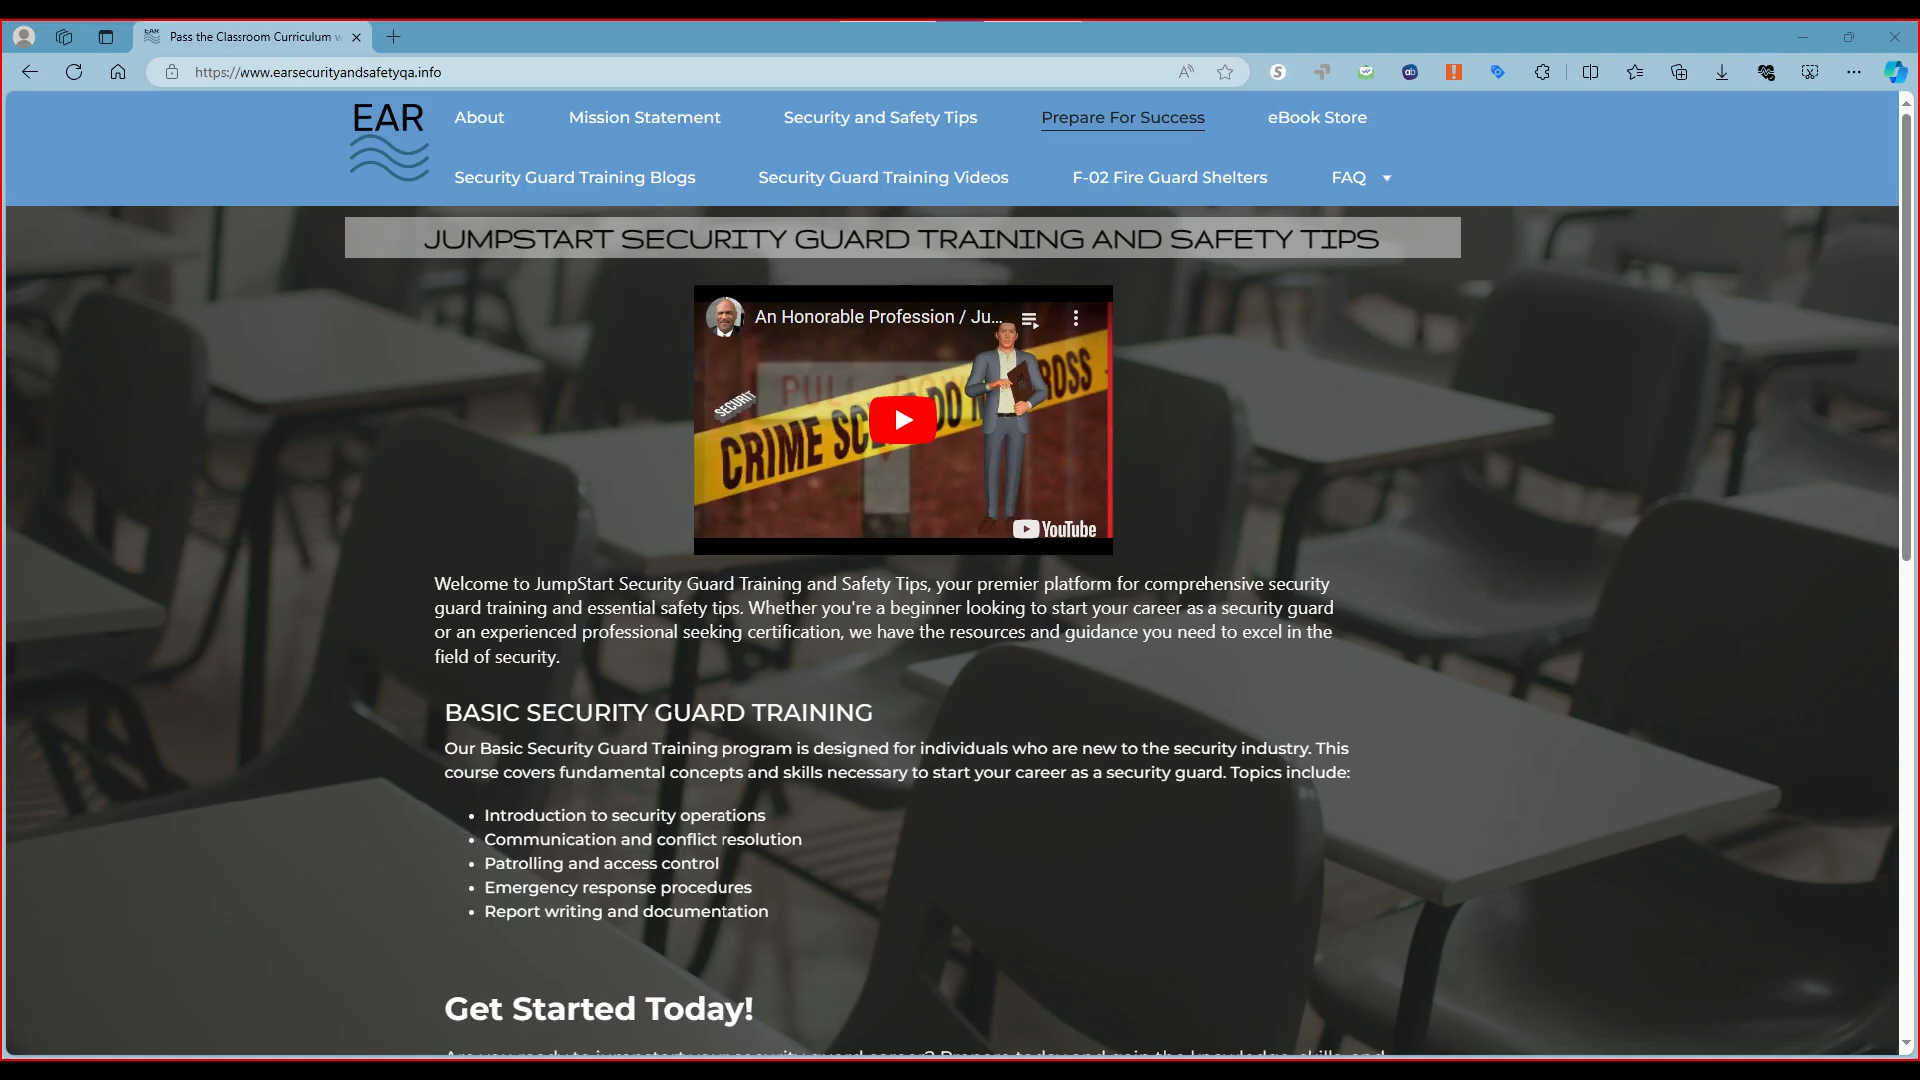 EAR
Pass the Classroom Curriculum w
https://www.earsecurityandsafetyqa.info
EAR
About
Mission Statement
Security and Safety Tips
Prepare For Success
eBook Store
Security Guard Training Blogs
Security Guard Training Videos
F-02 Fire Guard Shelters
FAQ
JUMPSTART SECURITY GUARD TRAINING AND SAFETY TIPS
An Honorable Profession / Ju...
PULL
SECURIT
CRIME SC
DO
ROSS
YouTube
Welcome to JumpStart Security Guard Training and Safety Tips, your premier platform for comprehensive security
guard training and essential safety tips. Whether you're a beginner looking to start your career as a security guard
or an experienced professional seeking certification, we have the resources and guidance you need to excel in the
field of security.
BASIC SECURITY GUARD TRAINING
Our Basic Security Guard Training program is designed for individuals who are new to the security industry. This
course covers fundamental concepts and skills necessary to start your career as a security guard. Topics include:
• Introduction to security operations
• Communication and conflict resolution
• Patrolling and access control
• Emergency response procedures
• Report writing and documentation
Get Started Today!